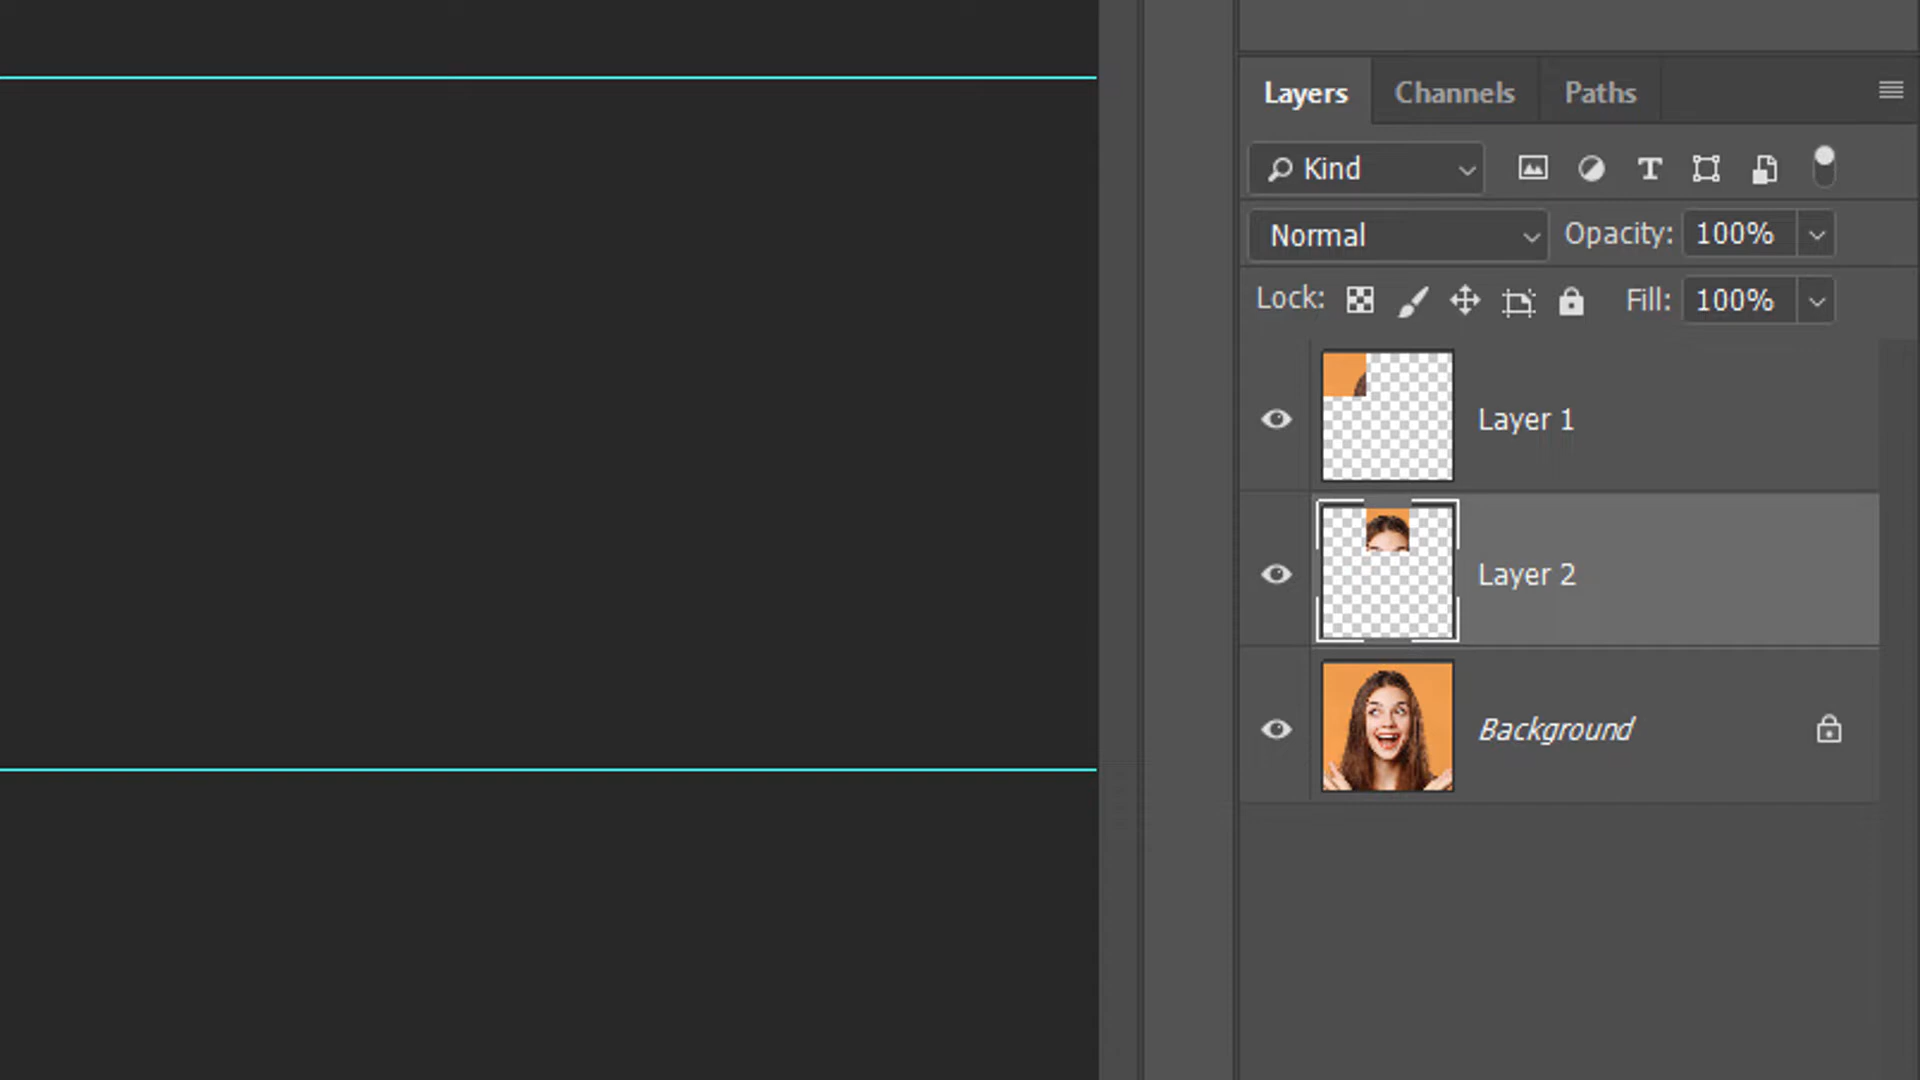 Layers Channels Paths
Kind
Normal Opacity: 100%
Lock: Fill: 100%
Layer 1
Layer 2
Background